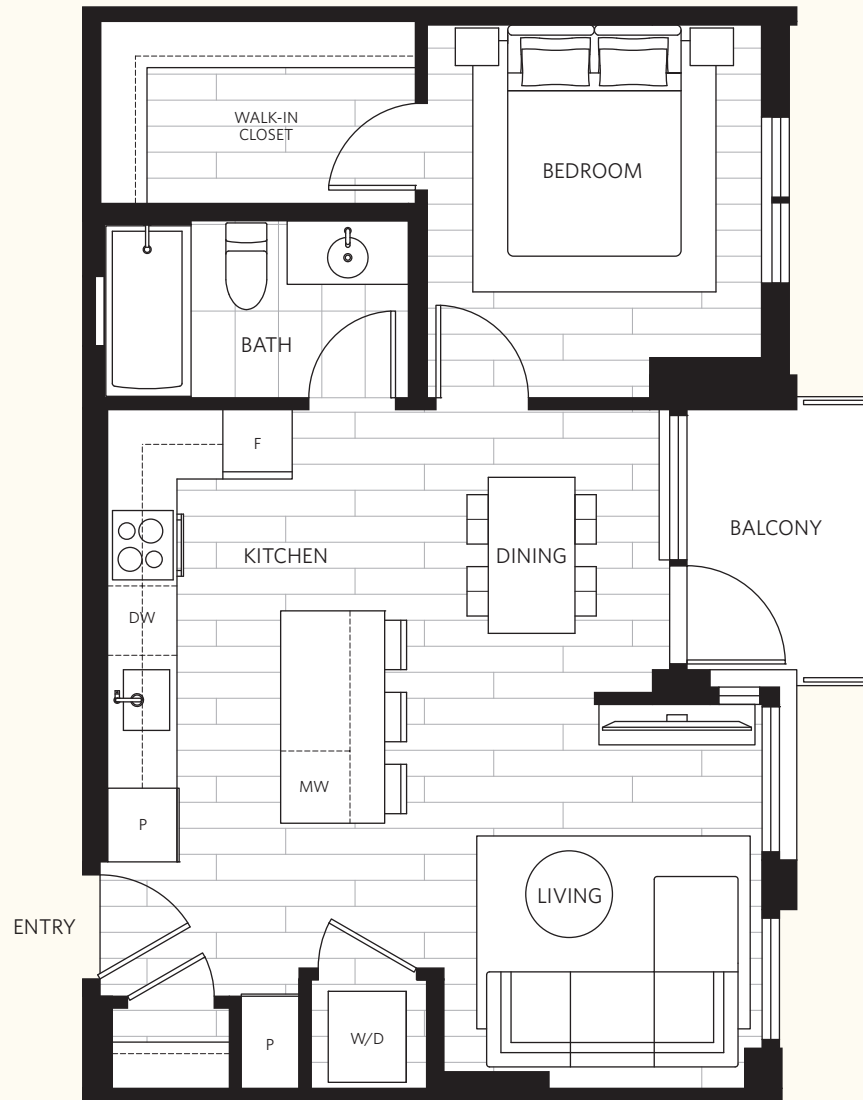 WALK-IN
CLOSET
BEDROOM
BATH
F
KITCHEN
DINING
BALCONY
DW
MW
P
LIVING
ENTRY
P
W/D